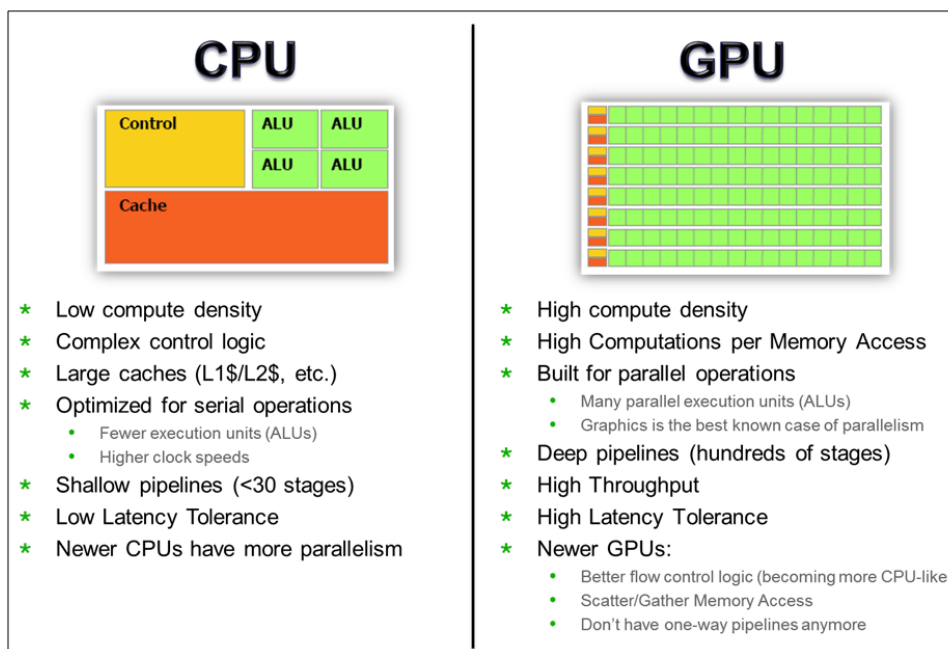 CPU
Control
ALU
ALU
ALU
ALU
Cache
* Low compute density
* Complex control logic
* Large caches (L1$/L2$, etc.)
* Optimized for serial operations
• Fewer execution units (ALUs)
• Higher clock speeds
* Shallow pipelines (<30 stages)
* Low Latency Tolerance
* Newer CPUs have more parallelism
GPU
* High compute density
* High Computations per Memory Access
* Built for parallel operations
• Many parallel execution units (ALUs)
• Graphics is the best known case of parallelism
* Deep pipelines (hundreds of stages)
* High Throughput
* High Latency Tolerance
* Newer GPUs:
• Better flow control logic (becoming more CPU-like
• Scatter/Gather Memory Access
• Don’t have one-way pipelines anymore